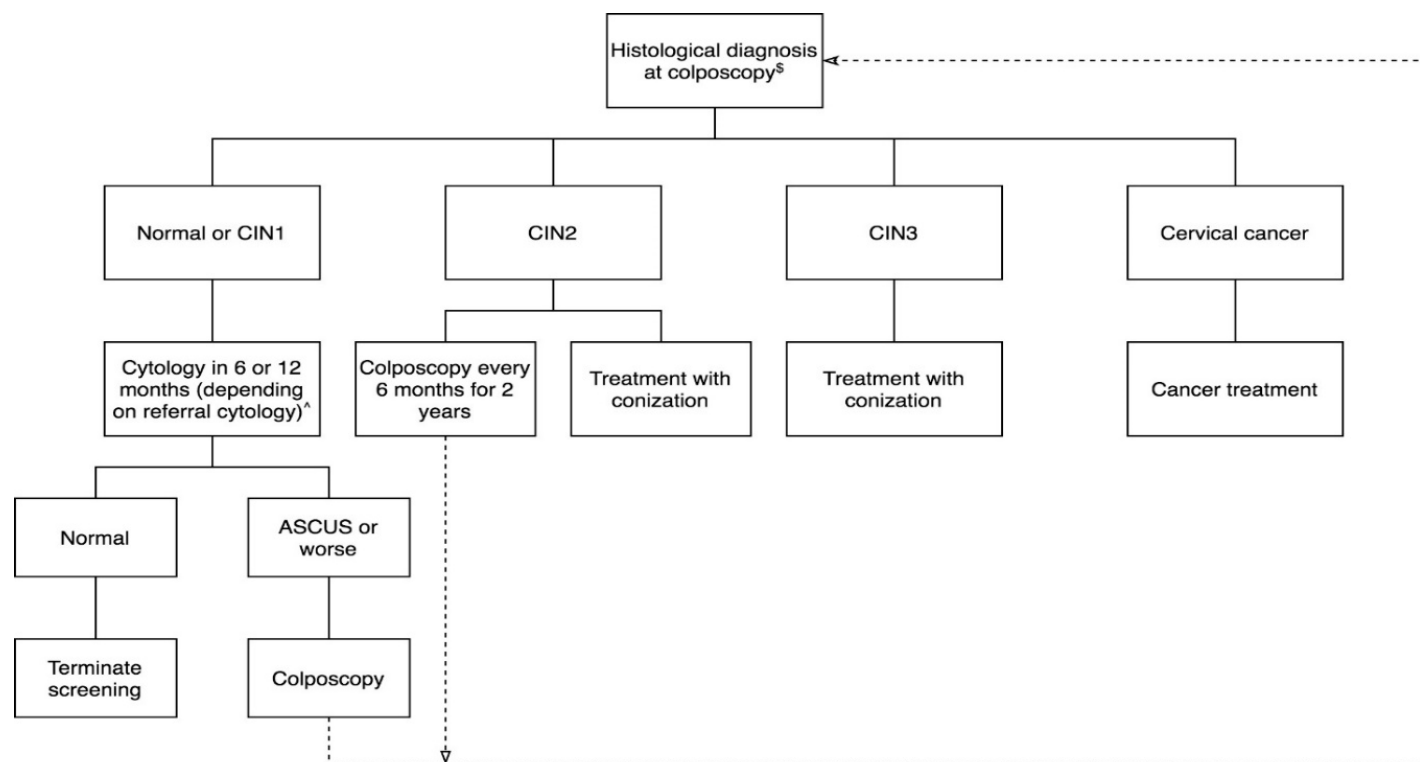 Histological diagnosis
at colposcopy$
Normal or CIN1
CIN2
CIN3
Cervical cancer
Cytology in 6 or 12
months (depending
on referral cytology)^
Colposcopy every
6 months for 2
years
Treatment with
conization
Treatment with
conization
Cancer treatment
Normal
ASCUS or
worse
Terminate
screening
Colposcopy